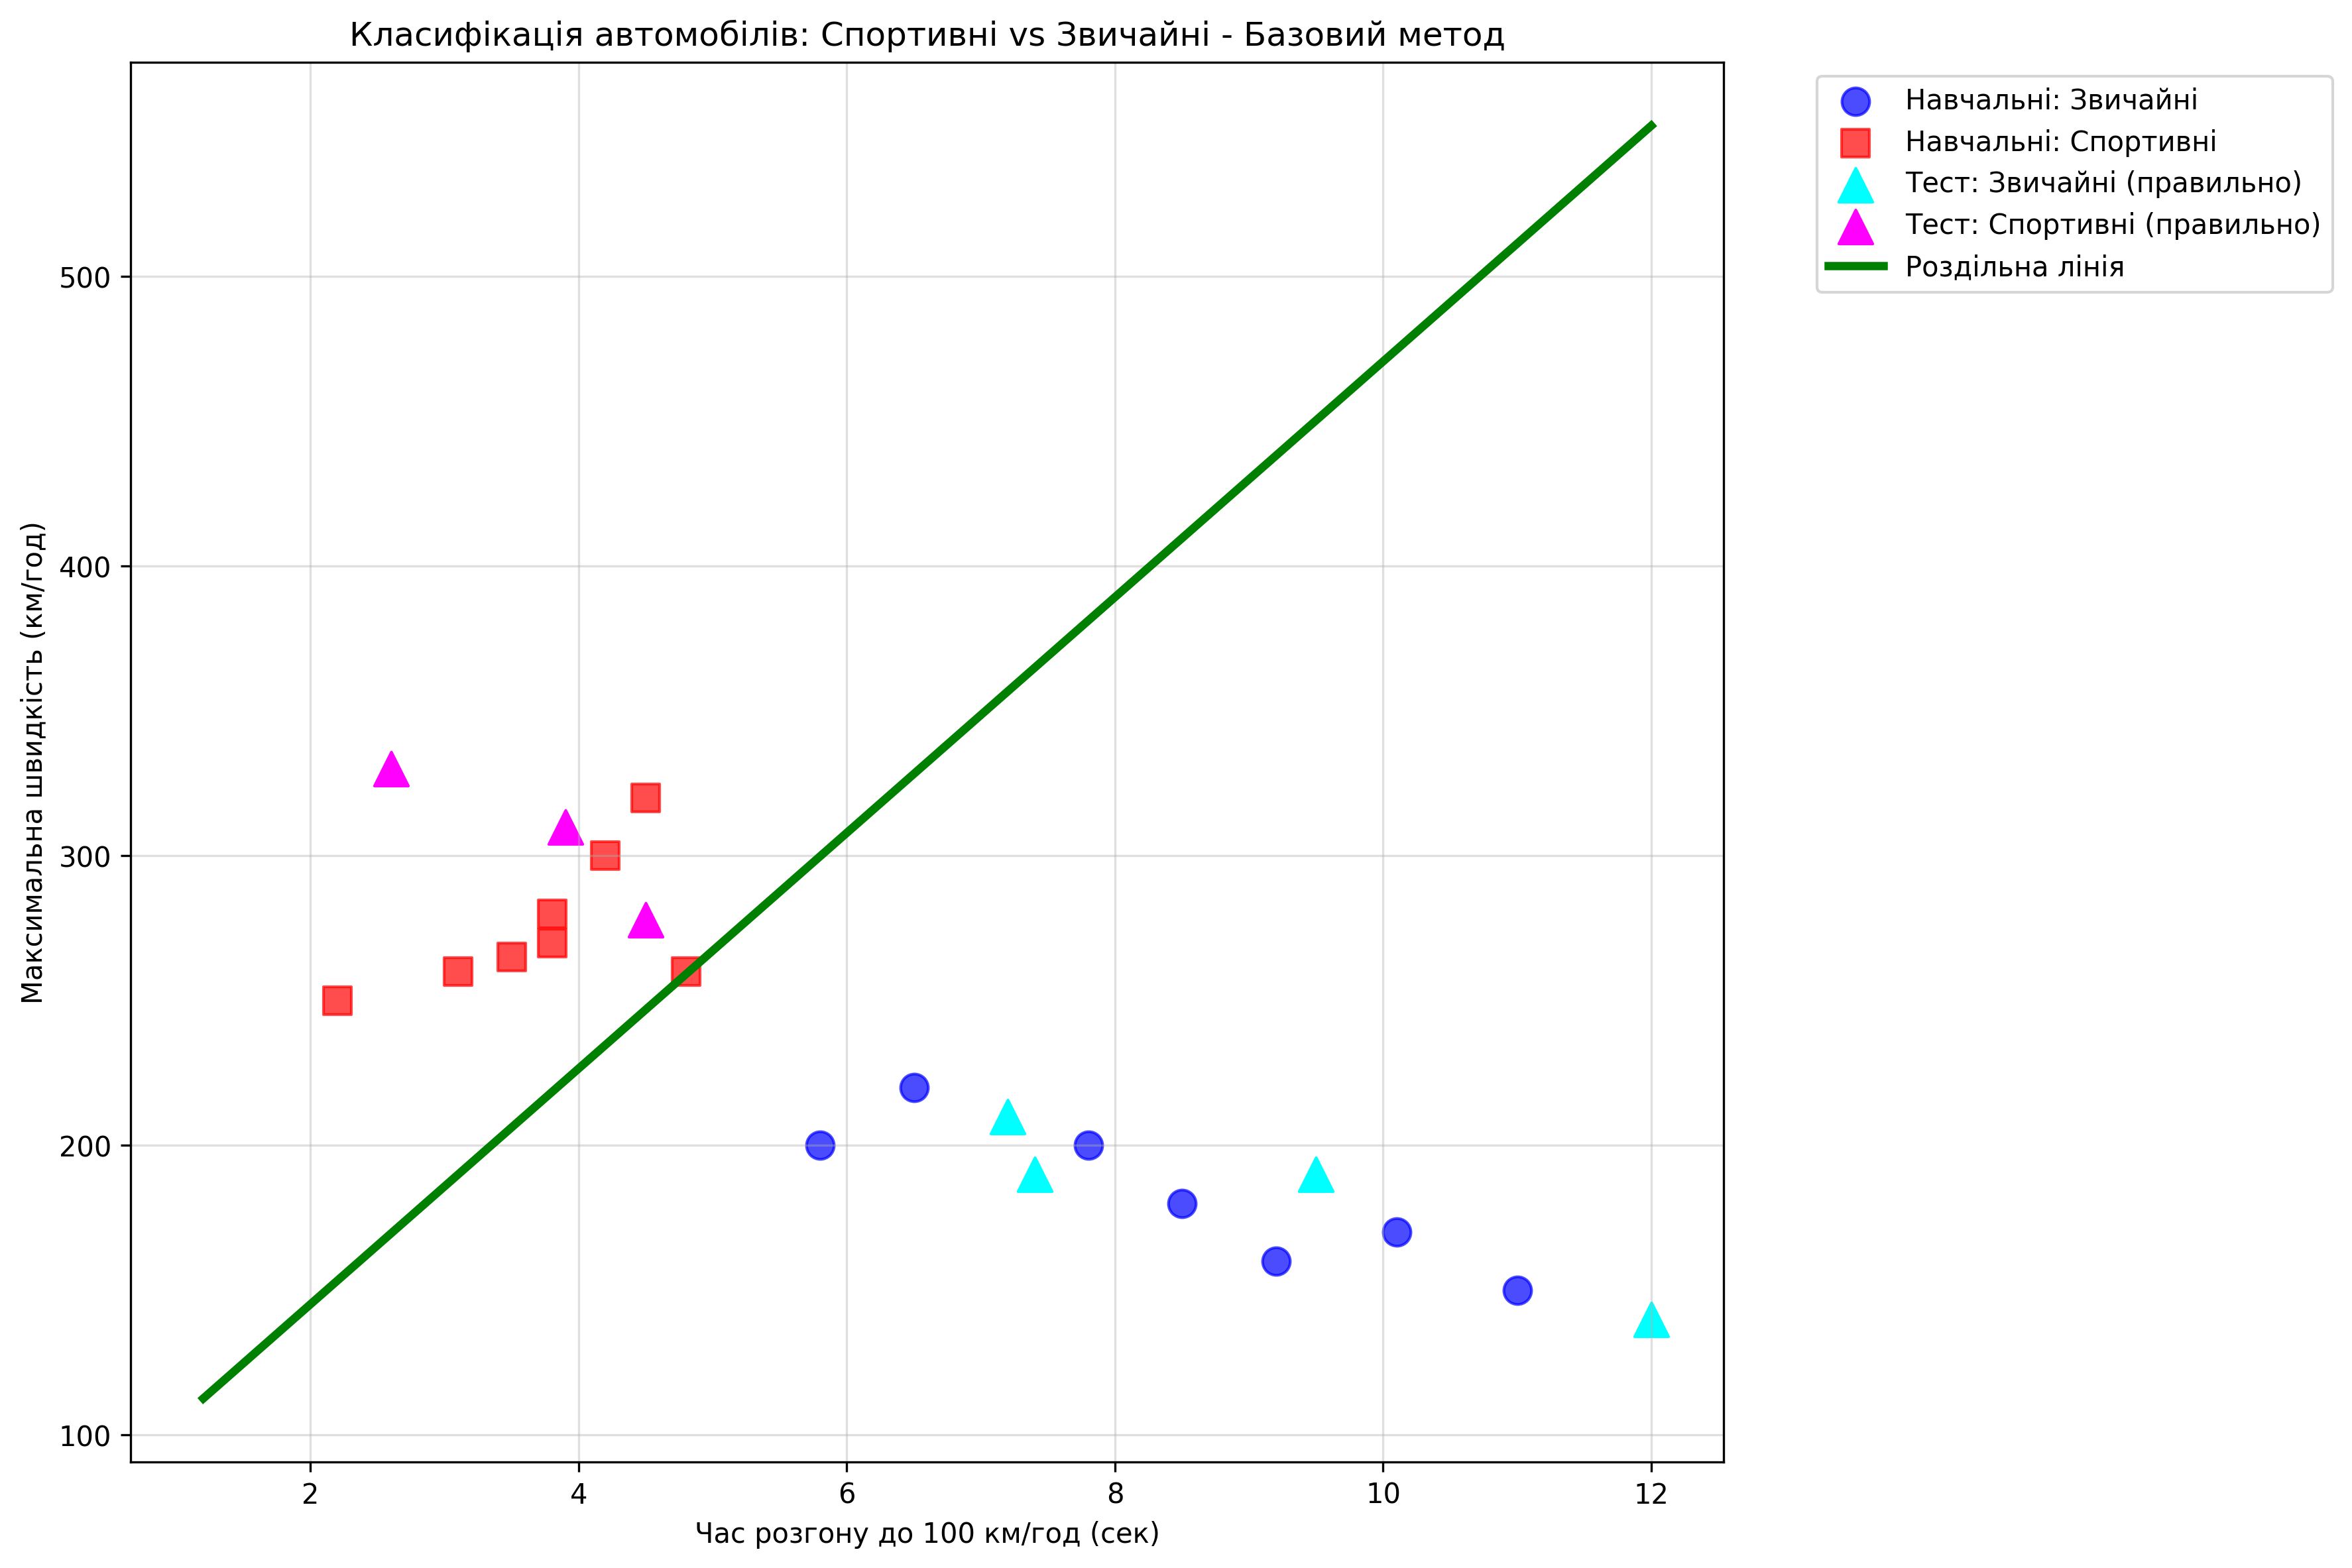 Класифікація автомобілів: Спортивні vs Звичайні - Базовий метод
Навчальні: Звичайні
Навчальні: Спортивні
Тест: Звичайні (правильно)
Тест: Спортивні (правильно)
Роздільна лінія
Максимальна швидкість (км/год)
500
400
300
200
100
2 4 6 8 10 12
Час розгону до 100 км/год (сек)